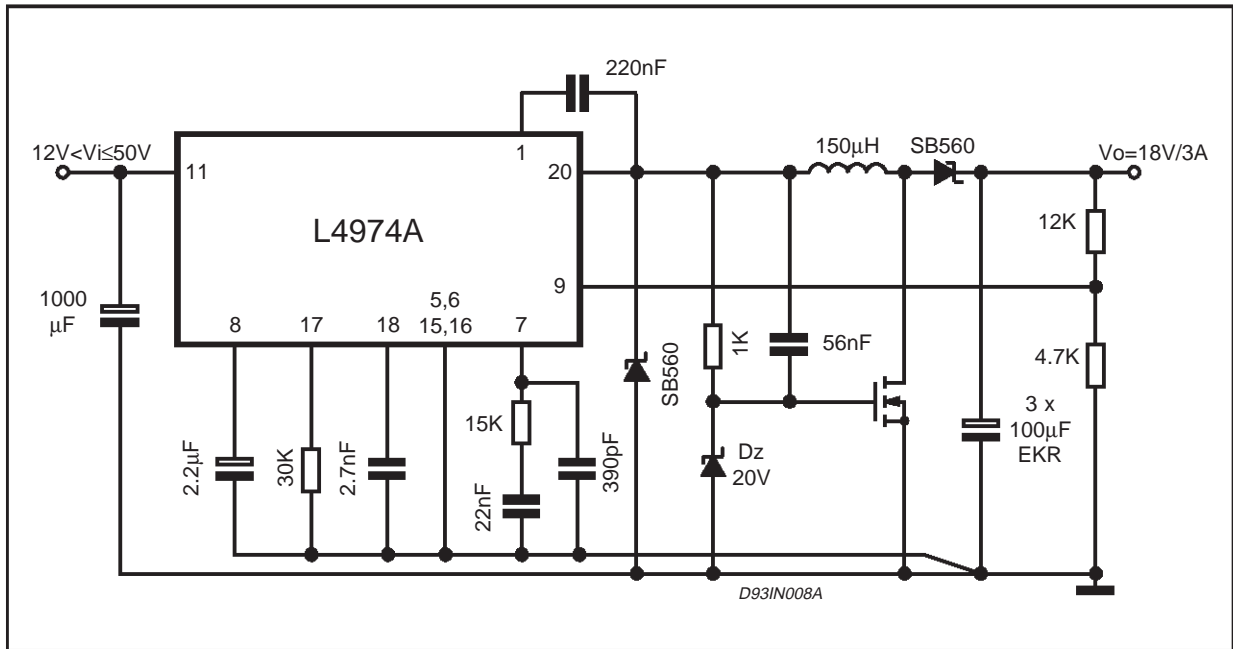 220nF
12V<Vi≤50V
1
11
20
150μH
SB560
Vo=18V/3A
L4974A
12K
9
1000
μF
5,6
8
17
18
15,16
7
1K
56nF
SB560
4.7K
15K
3 x
100μF
EKR
2.2μF
30K
2.7nF
390pF
Dz
20V
22nF
D93IN008A